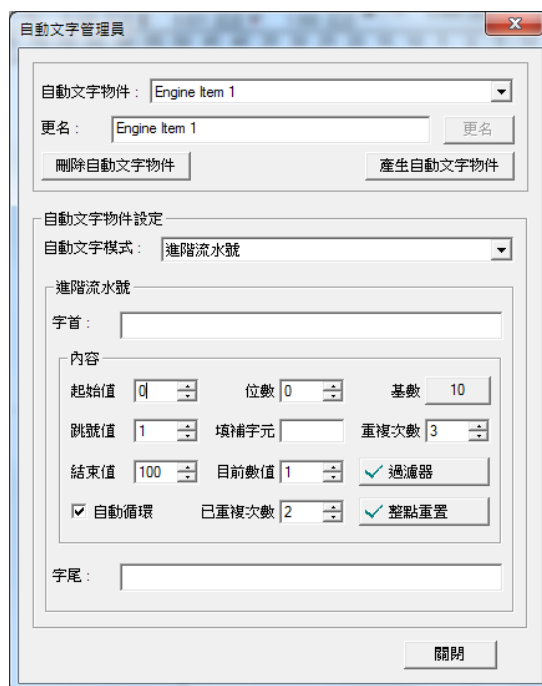 自動文字管理員
自動文字物件： Engine Item 1
更名： Engine Item 1 更名
刪除自動文字物件 產生自動文字物件
自動文字物件設定
自動文字模式： 進階流水號
進階流水號
字首：
內容
起始值 0 位數 0 基數 10
跳號值 1 填補字元 重複次數 3
結束值 100 目前數值 1 過濾器
自動循環 已重複次數 2 整點重置
字尾：
關閉